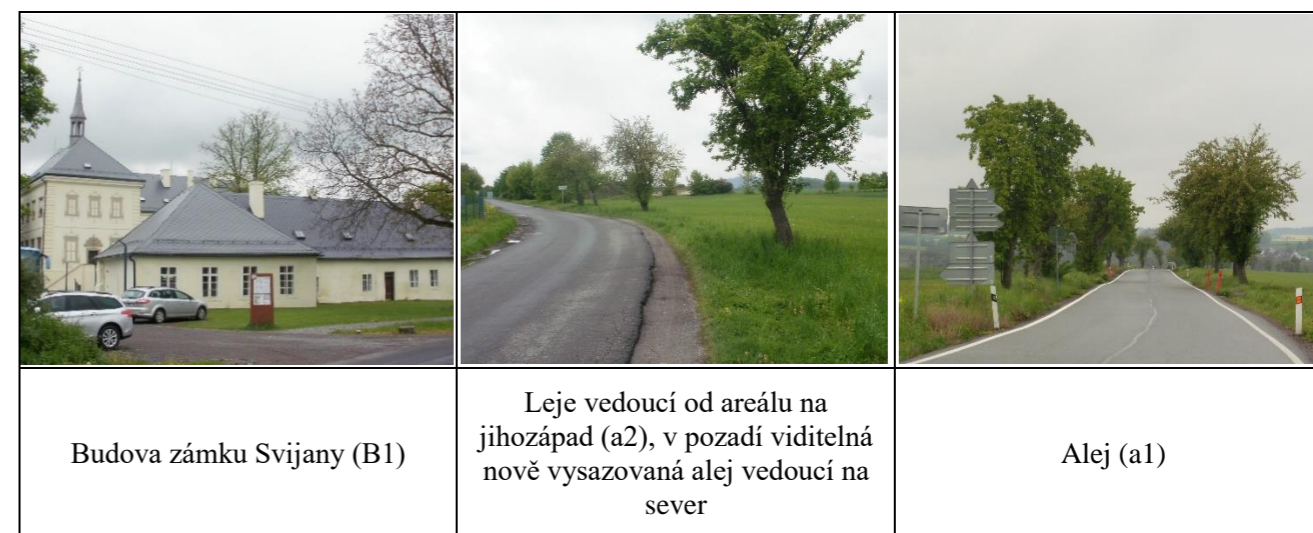 Budova zámku Svijany (B1)
Leje vedoucí od areálu na
jihozápad (a2), v pozadí viditelná
nově vysazovaná alej vedoucí na
sever
Alej (a1)